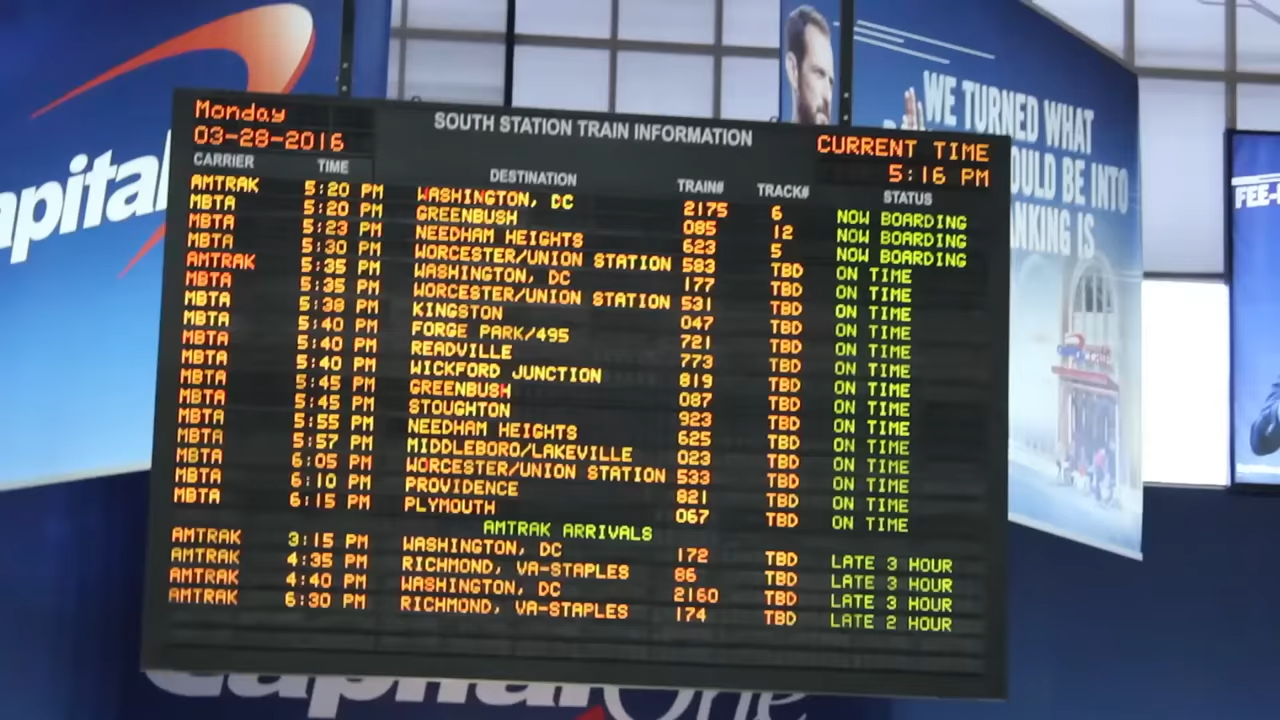 apital
WE TURNED WHAT
OULD BE INTO
ANKING IS
FEE-
Monday
03-28-2016
SOUTH STATION TRAIN INFORMATION
CURRENT TIME
5:16 PM
CARRIER TIME DESTINATION TRAIN# TRACK# STATUS
AMTRAK 5:20 PM WASHINGTON, DC 2175 6 NOW BOARDING
MBTA 5:20 PM GREENBUSH 085 12 NOW BOARDING
MBTA 5:23 PM NEEDHAM HEIGHTS 623 5 NOW BOARDING
MBTA 5:30 PM WORCESTER/UNION STATION 583 TBD ON TIME
AMTRAK 5:35 PM WASHINGTON, DC 177 TBD ON TIME
MBTA 5:35 PM WORCESTER/UNION STATION 531 TBD ON TIME
MBTA 5:38 PM KINGSTON 047 TBD ON TIME
MBTA 5:40 PM FORGE PARK/495 721 TBD ON TIME
MBTA 5:40 PM READVILLE 773 TBD ON TIME
MBTA 5:40 PM WICKFORD JUNCTION 819 TBD ON TIME
MBTA 5:45 PM GREENBUSH 087 TBD ON TIME
MBTA 5:45 PM STOUGHTON 923 TBD ON TIME
MBTA 5:55 PM NEEDHAM HEIGHTS 625 TBD ON TIME
MBTA 5:57 PM MIDDLEBORO/LAKEVILLE 023 TBD ON TIME
MBTA 6:05 PM WORCESTER/UNION STATION 533 TBD ON TIME
MBTA 6:10 PM PROVIDENCE 821 TBD ON TIME
MBTA 6:15 PM PLYMOUTH 067 TBD ON TIME
AMTRAK ARRIVALS
AMTRAK 3:15 PM WASHINGTON, DC 172 TBD LATE 3 HOUR
AMTRAK 4:35 PM RICHMOND, VA-STAPLES 86 TBD LATE 3 HOUR
AMTRAK 4:40 PM WASHINGTON, DC 2160 TBD LATE 3 HOUR
AMTRAK 6:30 PM RICHMOND, VA-STAPLES 174 TBD LATE 2 HOUR
Capital One